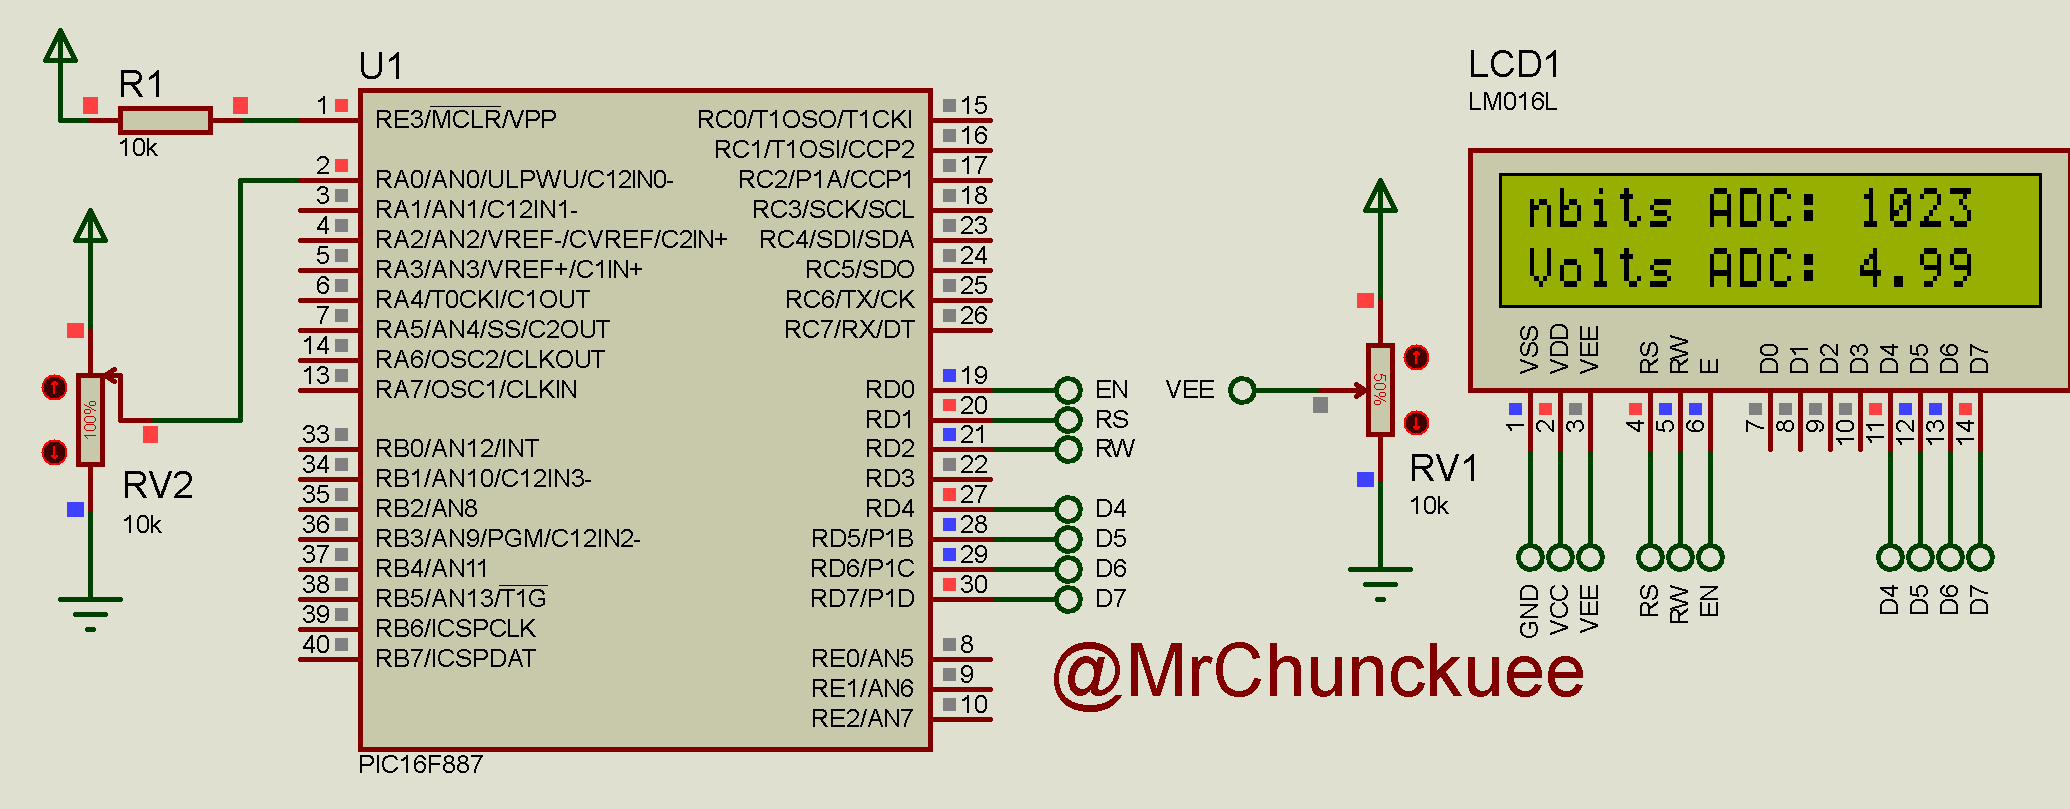 R1
10k
RV2
10k
100%
U1
1 RE3/MCLR/VPP
2 RA0/AN0/ULPWU/C12IN0-
3 RA1/AN1/C12IN1-
4 RA2/AN2/VREF-/CVREF/C2IN+
5 RA3/AN3/VREF+/C1IN+
6 RA4/T0CKI/C1OUT
7 RA5/AN4/SS/C2OUT
14 RA6/OSC2/CLKOUT
13 RA7/OSC1/CLKIN
33 RB0/AN12/INT
34 RB1/AN10/C12IN3-
35 RB2/AN8
36 RB3/AN9/PGM/C12IN2-
37 RB4/AN11
38 RB5/AN13/T1G
39 RB6/ICSPCLK
40 RB7/ICSPDAT
RC0/T1OSO/T1CKI 15
RC1/T1OSI/CCP2 16
RC2/P1A/CCP1 17
RC3/SCK/SCL 18
RC4/SDI/SDA 23
RC5/SDO 24
RC6/TX/CK 25
RC7/RX/DT 26
RD0 19 EN
RD1 20 RS
RD2 21 RW
RD3 22
RD4 27 D4
RD5/P1B 28 D5
RD6/P1C 29 D6
RD7/P1D 30 D7
RE0/AN5 8
RE1/AN6 9
RE2/AN7 10
PIC16F887
VEE
50%
RV1
10k
LCD1
LM016L
nbits ADC: 1023
Volts ADC: 4.99
VSS VDD VEE RS RW E D0 D1 D2 D3 D4 D5 D6 D7
1 2 3 4 5 6 7 8 9 10 11 12 13 14
GND VCC VEE RS RW EN D4 D5 D6 D7
@MrChunckuee